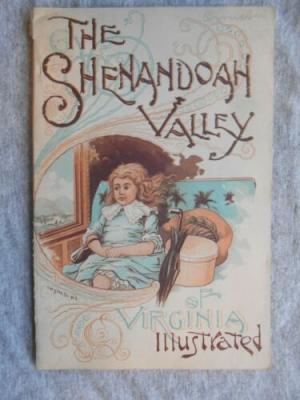 THE
SHENANDOAH
VALLEY
OF
VIRGINIA
Illustrated